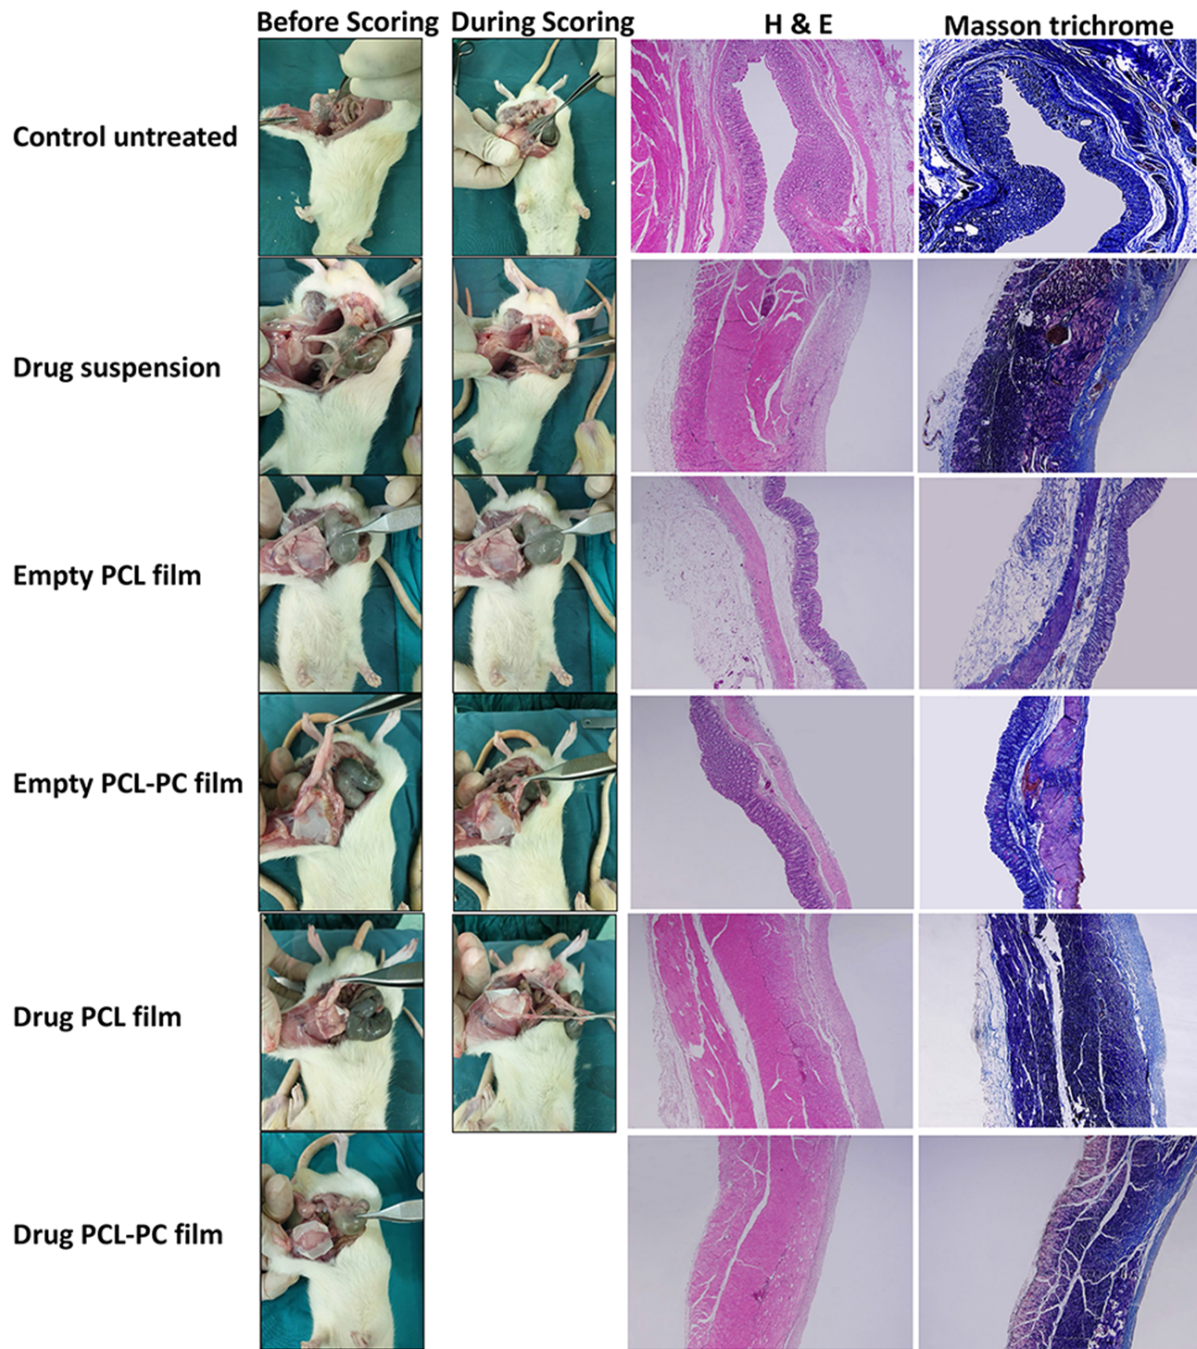 Before Scoring During Scoring H & E Masson trichrome
Control untreated
Drug suspension
Empty PCL film
Empty PCL-PC film
Drug PCL film
Drug PCL-PC film